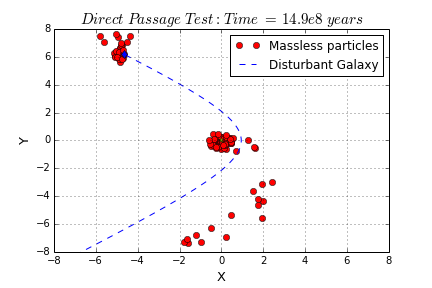 Direct Passage Test: Time = 14.9e8 years
Massless particles
Disturbant Galaxy
Y
8
6
4
2
0
−2
−4
−6
−8
−8 −6 −4 −2 0 2 4 6 8
X